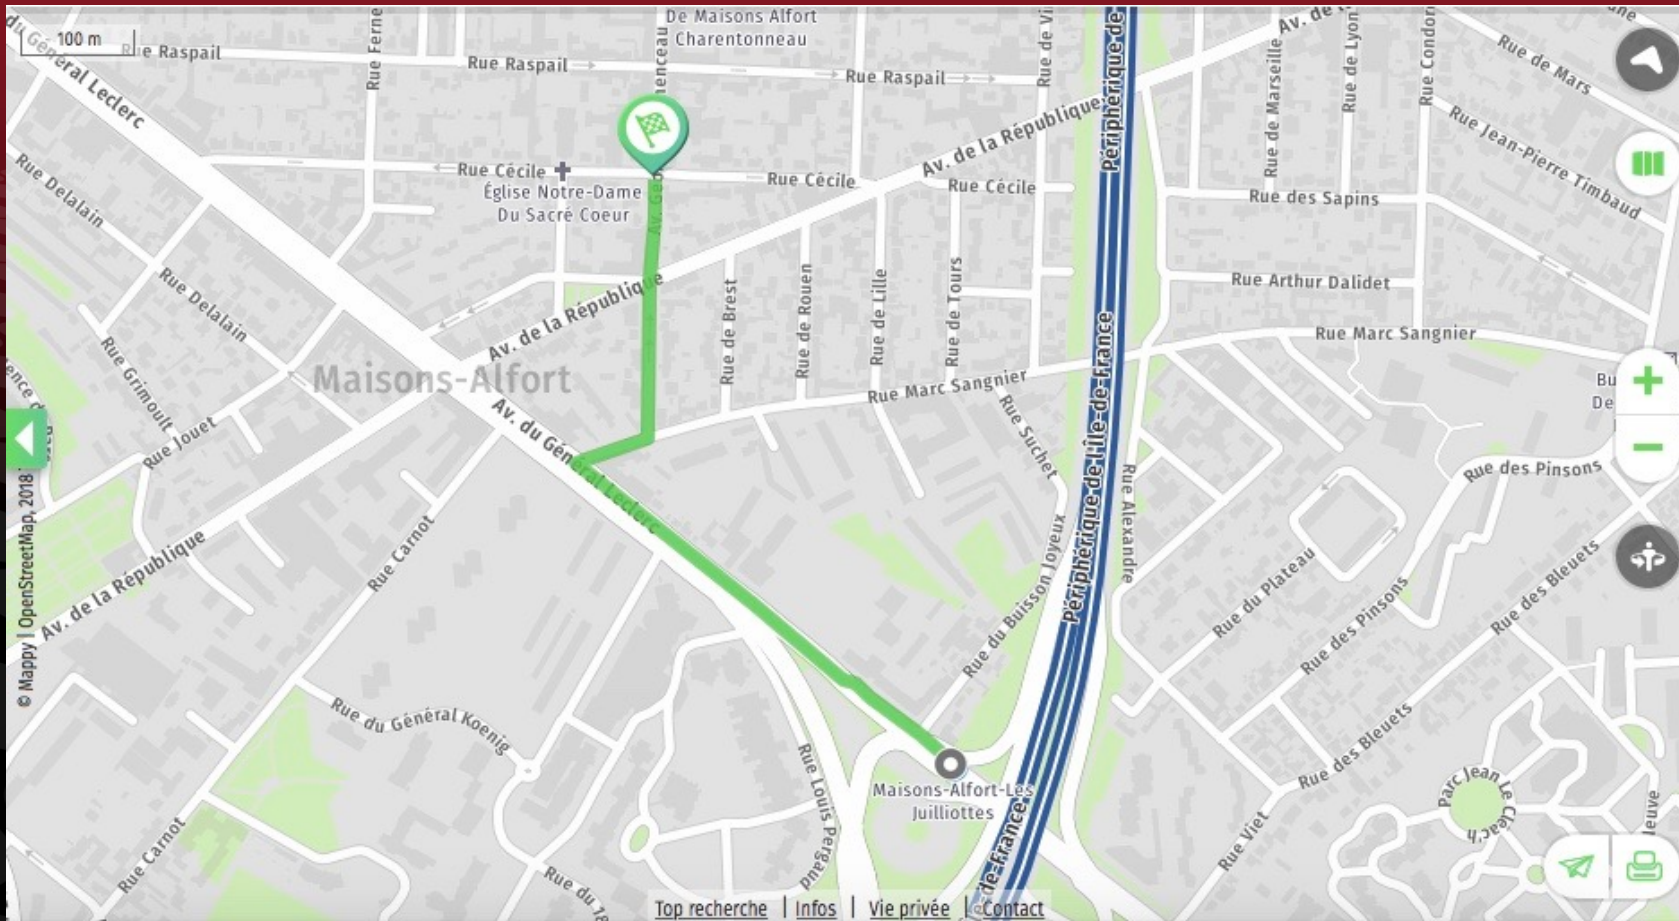 De Maisons Alfort
Charentonneau
100 m
du Général Leclerc
Rue Raspail
Rue Raspail
Rue Raspail
Av. de la République
Rue de Marseille
Rue de Lyon
Rue de Mars
Rue Jean-Pierre Timbaud
Rue Cécile
Rue Cécile
Rue Cécile
Église Notre-Dame
Du Sacré Coeur
Rue des Sapins
Rue Delalain
Rue Delalain
Rue Arthur Dalidet
Av. de la République
Rue de Brest
Rue de Rouen
Rue de Lille
Rue de Tours
Rue Marc Sangnier
Rue Marc Sangnier
Maisons-Alfort
Rue Grimoult
Rue Jouet
Av. du Général Leclerc
Rue Suchet
Périphérique de
Périphérique de l'Île-de-France
Rue Alexandre
Rue des Pinsons
Rue Carnot
Av. de la République
Rue du Buisson Joyeux
Rue du Plateau
Rue des Pinsons
Rue des Bleuets
Rue des Bleuets
© Mappy | OpenStreetMap, 2018
Rue du Général Koenig
Rue Louis Pergaud
Maisons-Alfort-Les
Juilliottes
de-France
Parc Jean Le Cléac'h
Rue Viet
Rue Carnot
Top recherche | Infos | Vie privée | Contact